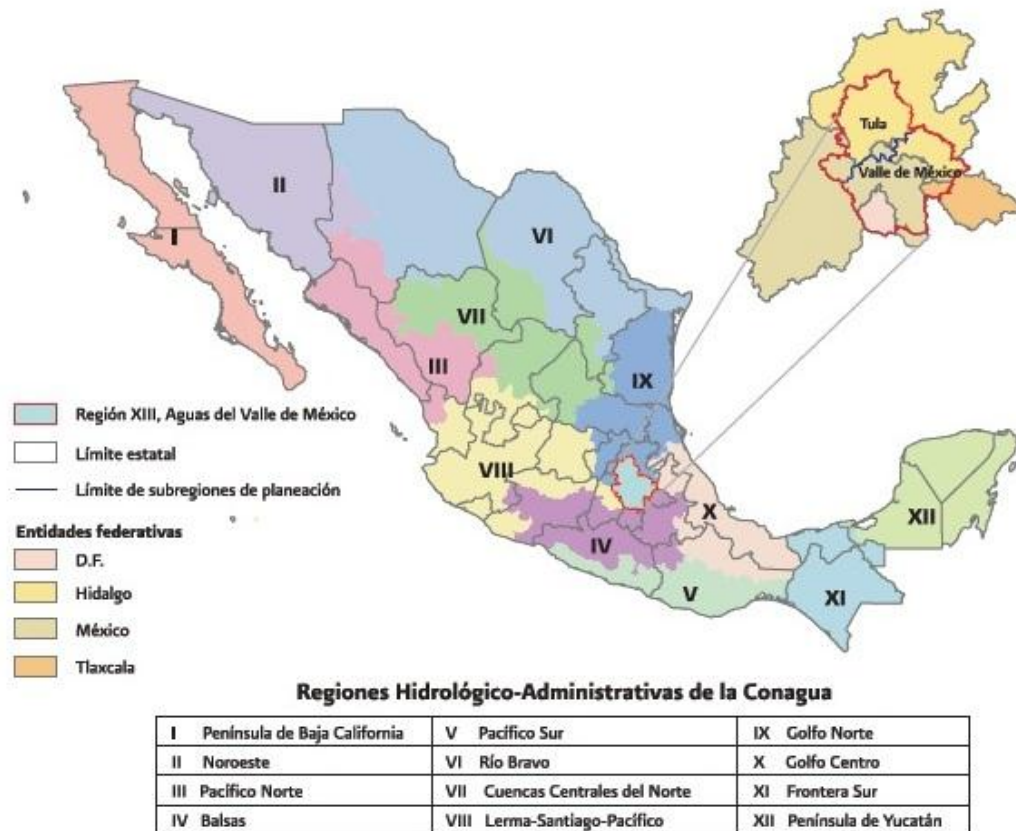 Tula
Valle de México
II
I
VI
VII
III
IX
VIII
X
XII
IV
V
XI
Región XIII, Aguas del Valle de México
Límite estatal
Límite de subregiones de planeación
Entidades federativas
D.F.
Hidalgo
México
Tlaxcala
Regiones Hidrológico-Administrativas de la Conagua
I Península de Baja California V Pacífico Sur IX Golfo Norte
II Noroeste VI Río Bravo X Golfo Centro
III Pacífico Norte VII Cuencas Centrales del Norte XI Frontera Sur
IV Balsas VIII Lerma-Santiago-Pacífico XII Península de Yucatán